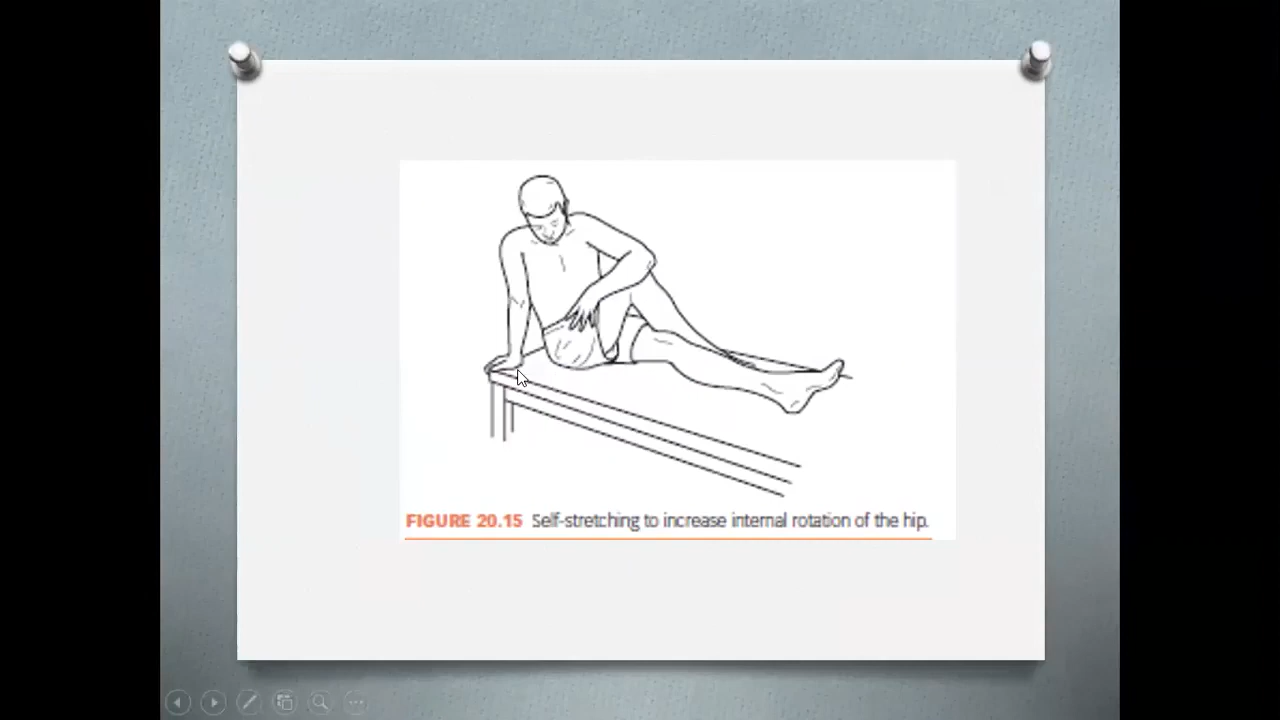 FIGURE 20.15 Self-stretching to increase internal rotation of the hip.